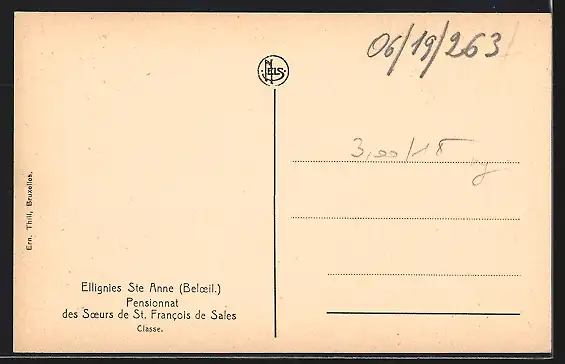 06/19/263
NELS
3,00/18
Ern. Thill, Bruxelles.
Ellignies Ste Anne (Belœil.)
Pensionnat
des Sœurs de St. François de Sales
Classe.